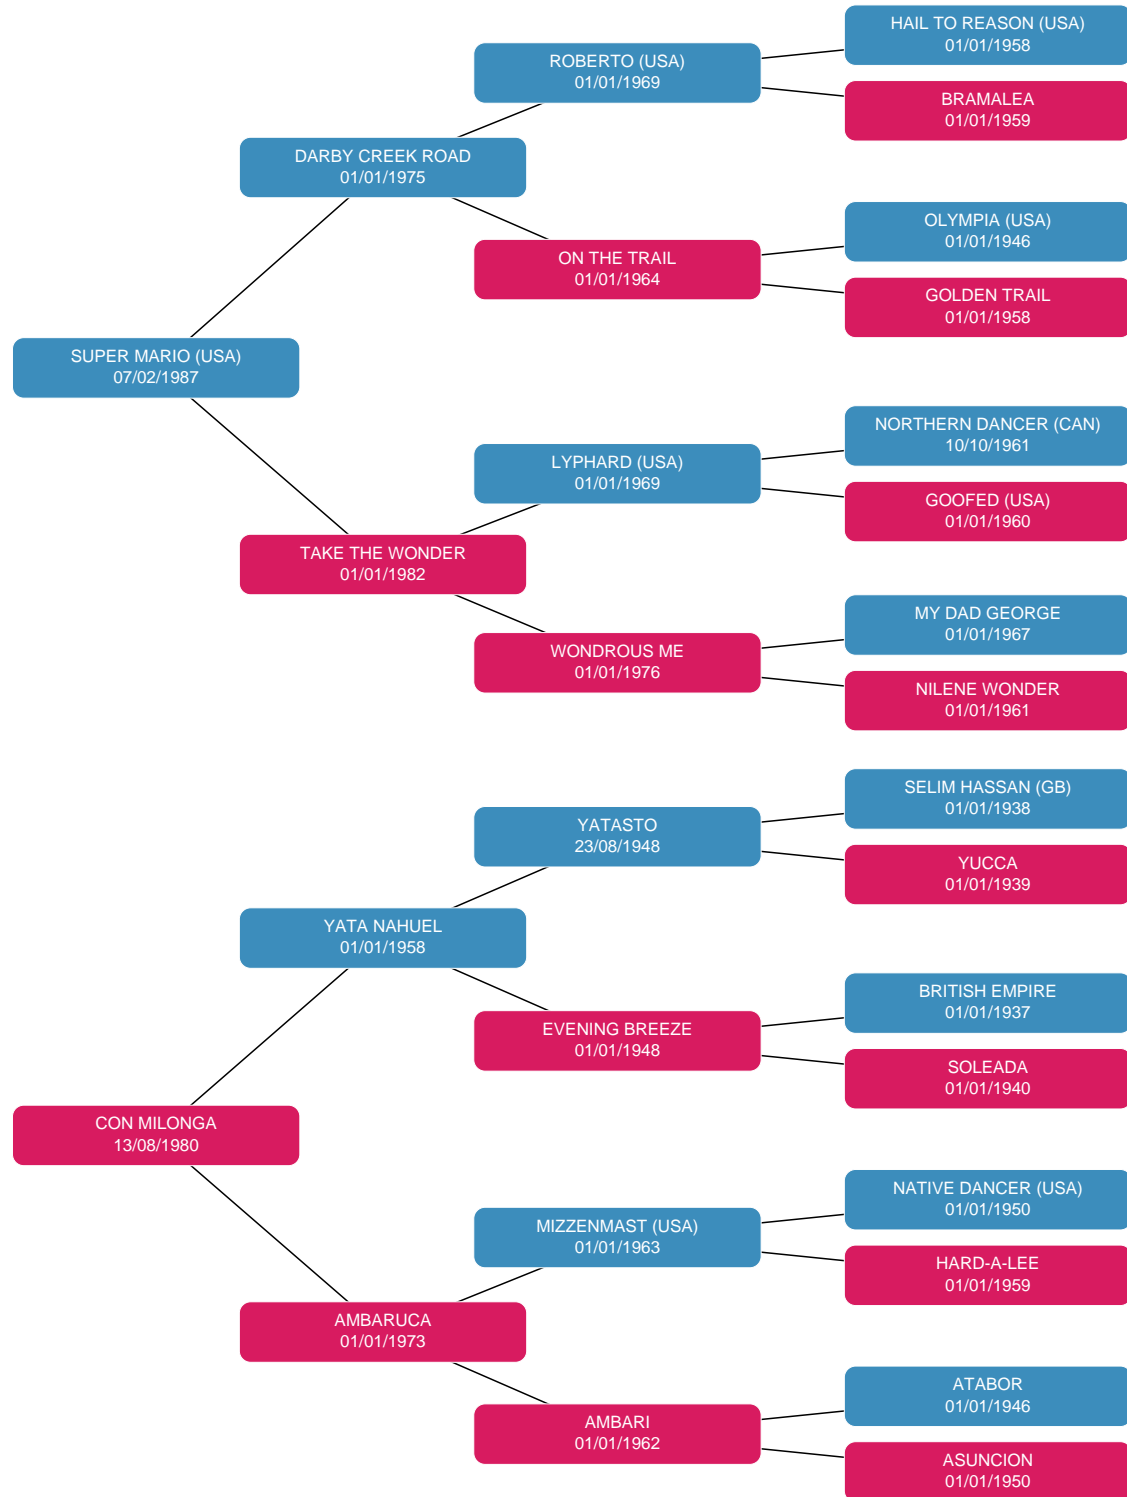 HAIL TO REASON (USA)
01/01/1958
ROBERTO (USA)
01/01/1969
BRAMALEA
01/01/1959
DARBY CREEK ROAD
01/01/1975
OLYMPIA (USA)
01/01/1946
ON THE TRAIL
01/01/1964
GOLDEN TRAIL
01/01/1958
SUPER MARIO (USA)
07/02/1987
NORTHERN DANCER (CAN)
10/10/1961
LYPHARD (USA)
01/01/1969
GOOFED (USA)
01/01/1960
TAKE THE WONDER
01/01/1982
MY DAD GEORGE
01/01/1967
WONDROUS ME
01/01/1976
NILENE WONDER
01/01/1961
SELIM HASSAN (GB)
01/01/1938
YATASTO
23/08/1948
YUCCA
01/01/1939
YATA NAHUEL
01/01/1958
BRITISH EMPIRE
01/01/1937
EVENING BREEZE
01/01/1948
SOLEADA
01/01/1940
CON MILONGA
13/08/1980
NATIVE DANCER (USA)
01/01/1950
MIZZENMAST (USA)
01/01/1963
HARD-A-LEE
01/01/1959
AMBARUCA
01/01/1973
ATABOR
01/01/1946
AMBARI
01/01/1962
ASUNCION
01/01/1950